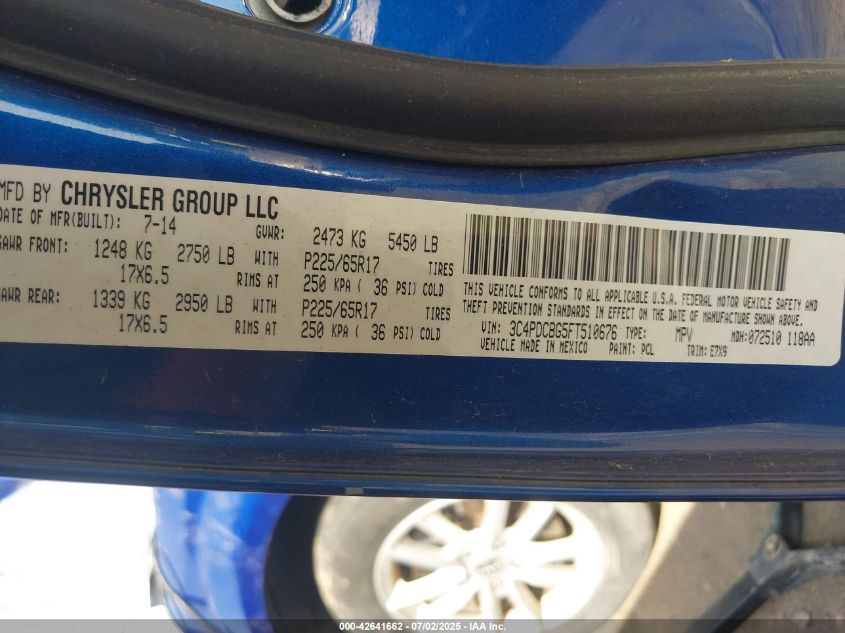 MFD BY CHRYSLER GROUP LLC
DATE OF MFR(BUILT): 7-14 GVWR: 2473 KG 5450 LB
GAWR FRONT: 1248 KG 2750 LB WITH P225/65R17 TIRES
17X6.5 RIMS AT 250 KPA ( 36 PSI) COLD
GAWR REAR: 1339 KG 2950 LB WITH P225/65R17 TIRES
17X6.5 RIMS AT 250 KPA ( 36 PSI) COLD
THIS VEHICLE CONFORMS TO ALL APPLICABLE U.S.A. FEDERAL MOTOR VEHICLE SAFETY AND
THEFT PREVENTION STANDARDS IN EFFECT ON THE DATE OF MANUFACTURE SHOWN ABOVE.
VIN: 3C4PDCBG5FT510676 TYPE: MPV MDH:072510 118AA
VEHICLE MADE IN MEXICO PAINT: PCL TRIM: E7X9
000-42641662 - 07/02/2025 - IAA, Inc.